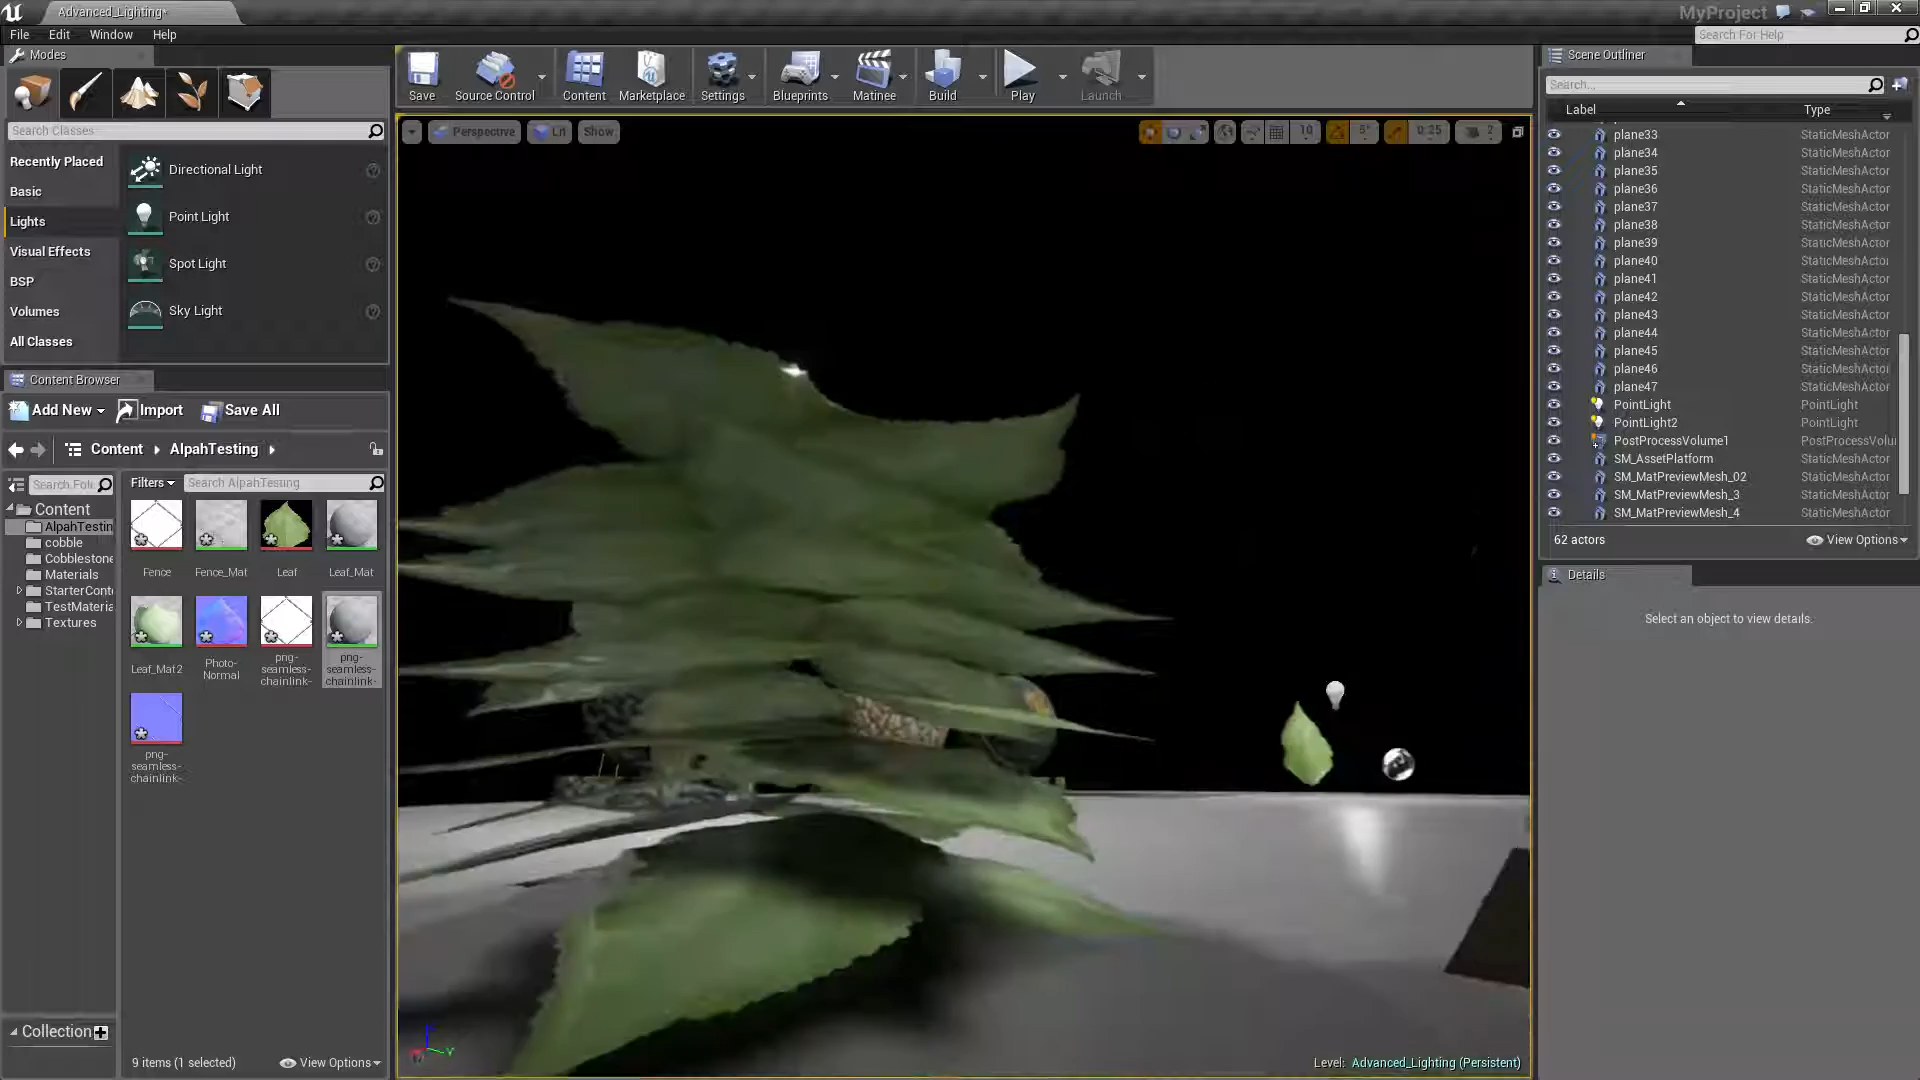 Advanced_Lighting*
MyProject
File Edit Window Help
Search For Help
Modes
Search Classes
Recently Placed
Basic
Lights
Visual Effects
BSP
Volumes
All Classes
Directional Light
Point Light
Spot Light
Sky Light
Content Browser
Add New Import Save All
Content AlpahTesting
Filters Search AlpahTesting
Content
AlpahTestin
cobble
Cobblestone
Materials
StarterConte
TestMateria
Textures
Collection
Fence Fence_Mat Leaf Leaf_Mat
Leaf_Mat2 Photo-Normal png-seamless-chainlink- png-seamless-chainlink-
png-seamless-chainlink-
9 items (1 selected) View Options
Save Source Control Content Marketplace Settings Blueprints Matinee Build Play Launch
Perspective Lit Show 10 5° 0.25 2
Level: Advanced_Lighting (Persistent)
Scene Outliner
Search...
Label Type
plane33 StaticMeshActor
plane34 StaticMeshActor
plane35 StaticMeshActor
plane36 StaticMeshActor
plane37 StaticMeshActor
plane38 StaticMeshActor
plane39 StaticMeshActor
plane40 StaticMeshActor
plane41 StaticMeshActor
plane42 StaticMeshActor
plane43 StaticMeshActor
plane44 StaticMeshActor
plane45 StaticMeshActor
plane46 StaticMeshActor
plane47 StaticMeshActor
PointLight PointLight
PointLight2 PointLight
PostProcessVolume1 PostProcessVolu
SM_AssetPlatform StaticMeshActor
SM_MatPreviewMesh_02 StaticMeshActor
SM_MatPreviewMesh_3 StaticMeshActor
SM_MatPreviewMesh_4 StaticMeshActor
62 actors View Options
Details
Select an object to view details.